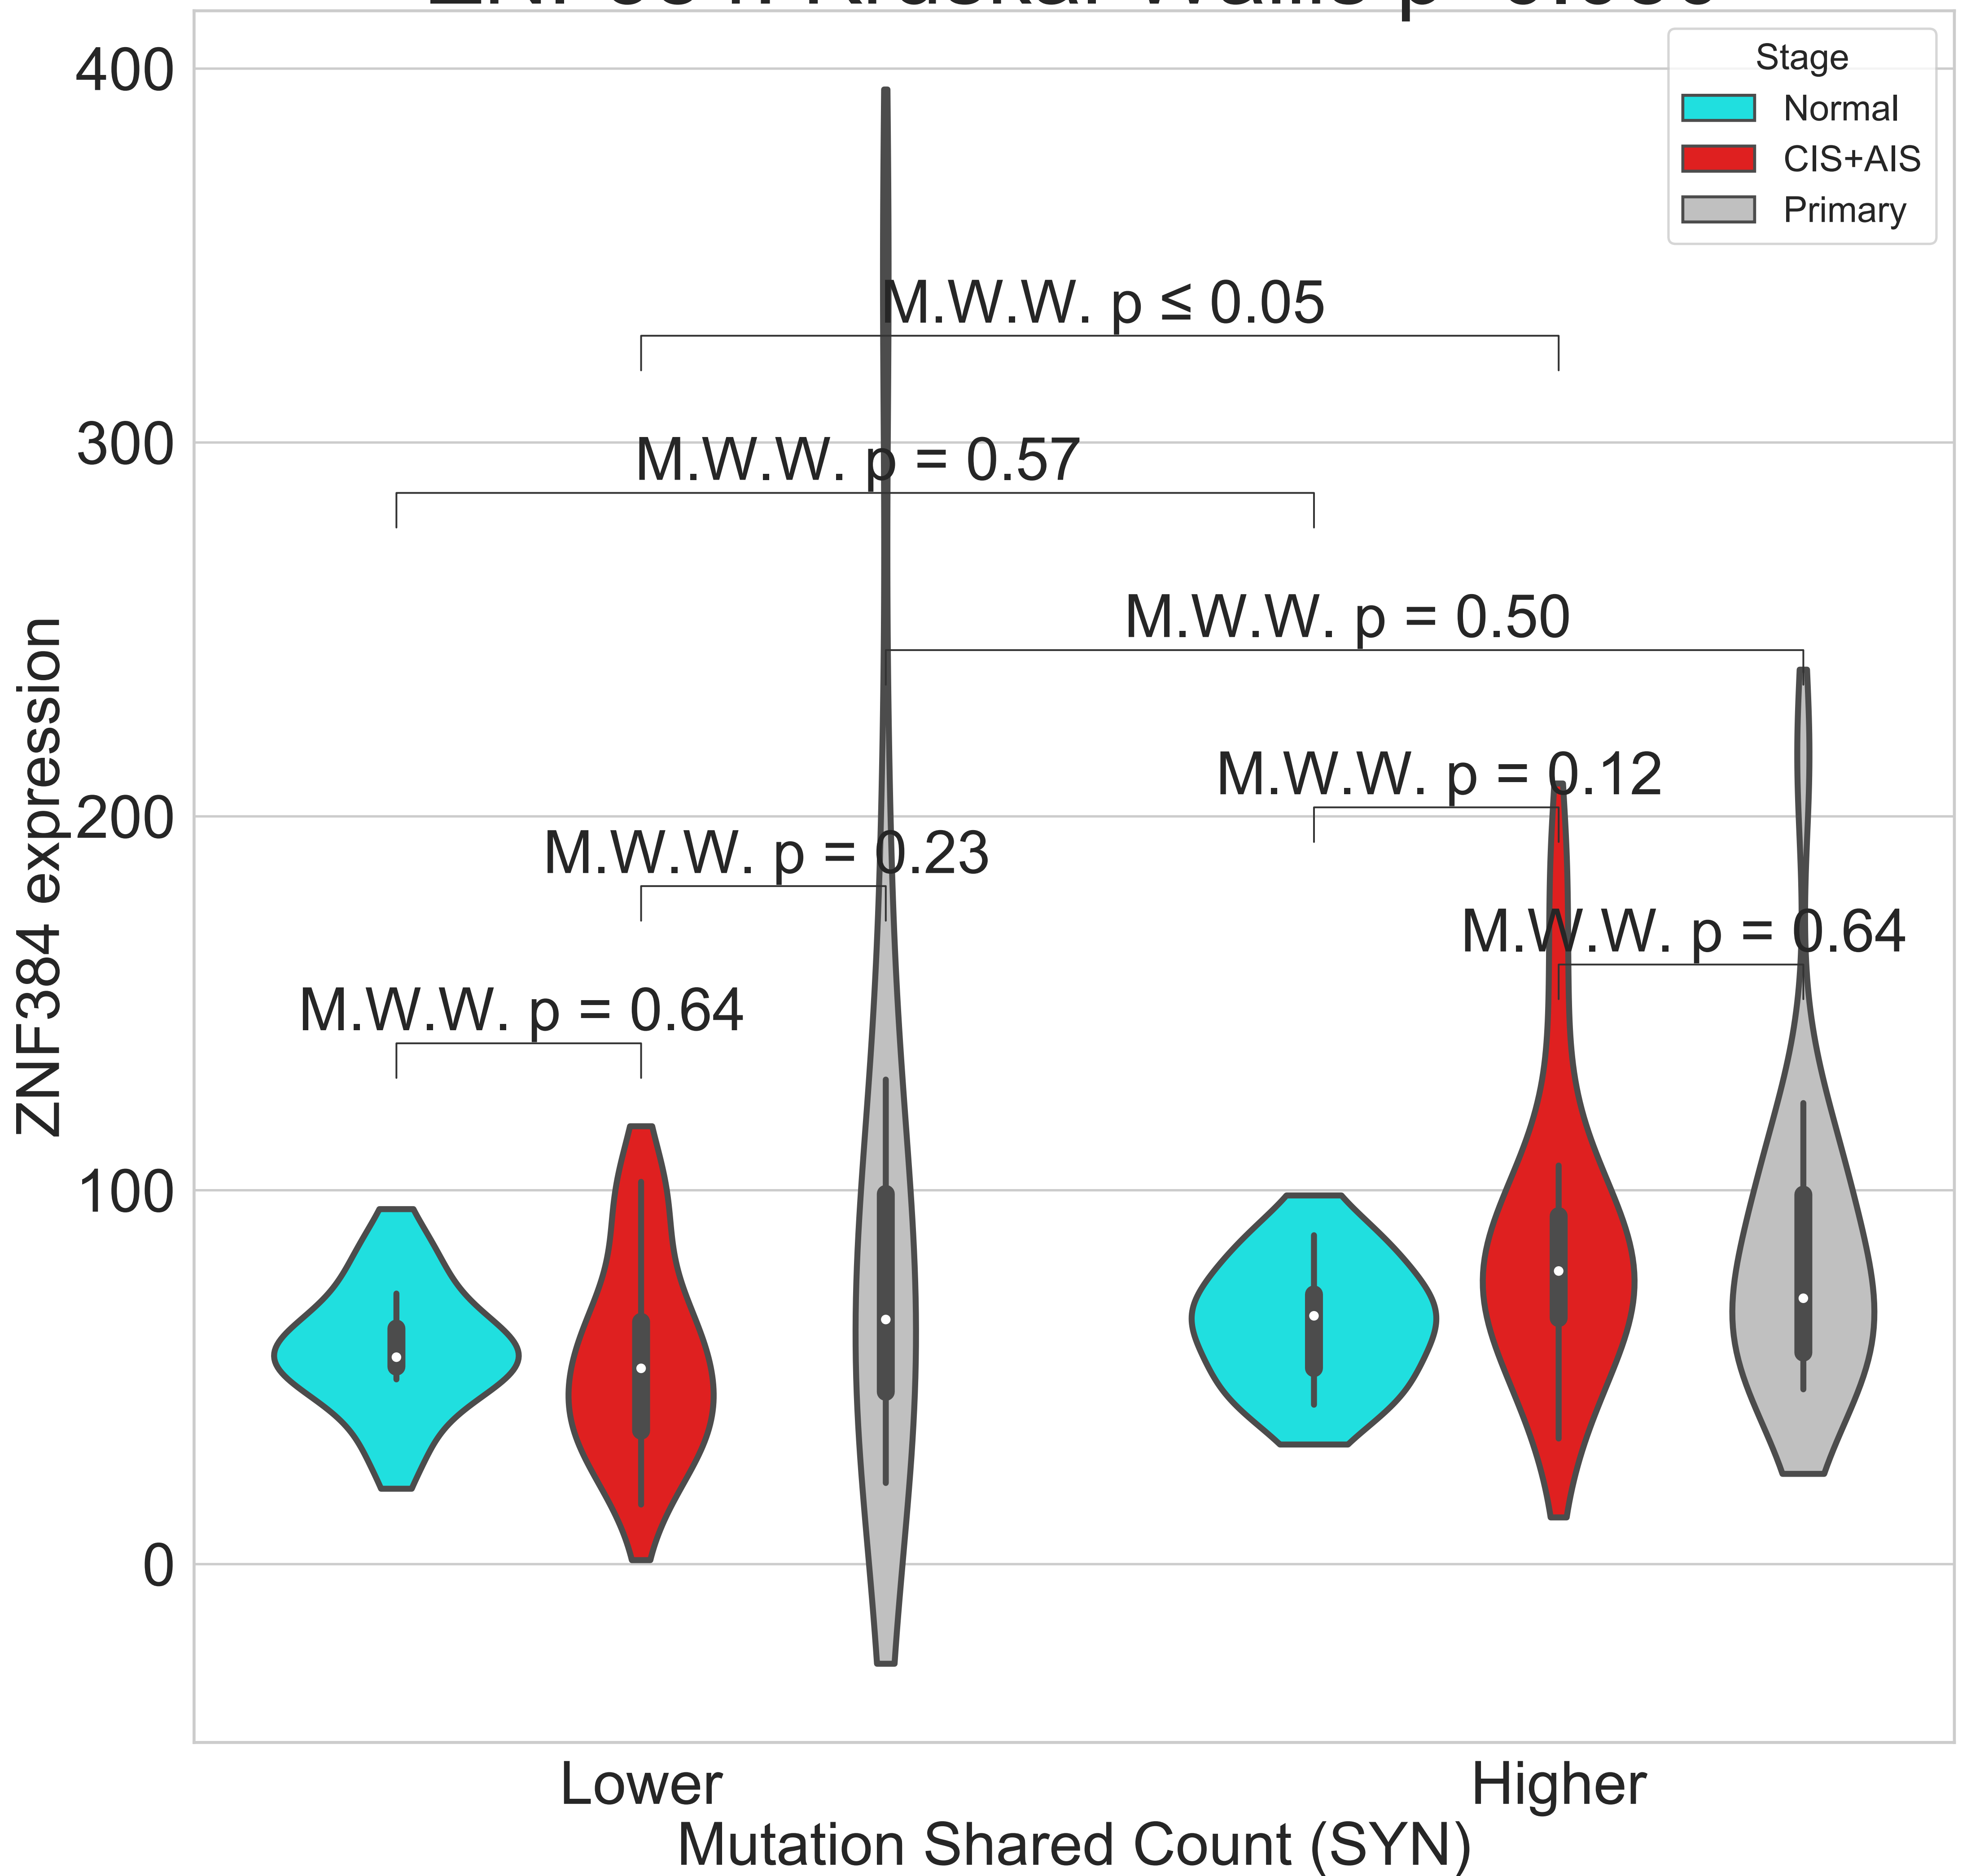 400
300
200
100
0
ZNF384 expression
Stage
Normal
CIS+AIS
Primary
M.W.W. p ≤ 0.05
M.W.W. p = 0.57
M.W.W. p = 0.50
M.W.W. p = 0.12
M.W.W. p = 0.23
M.W.W. p = 0.64
M.W.W. p = 0.64
Lower
Higher
Mutation Shared Count (SYN)